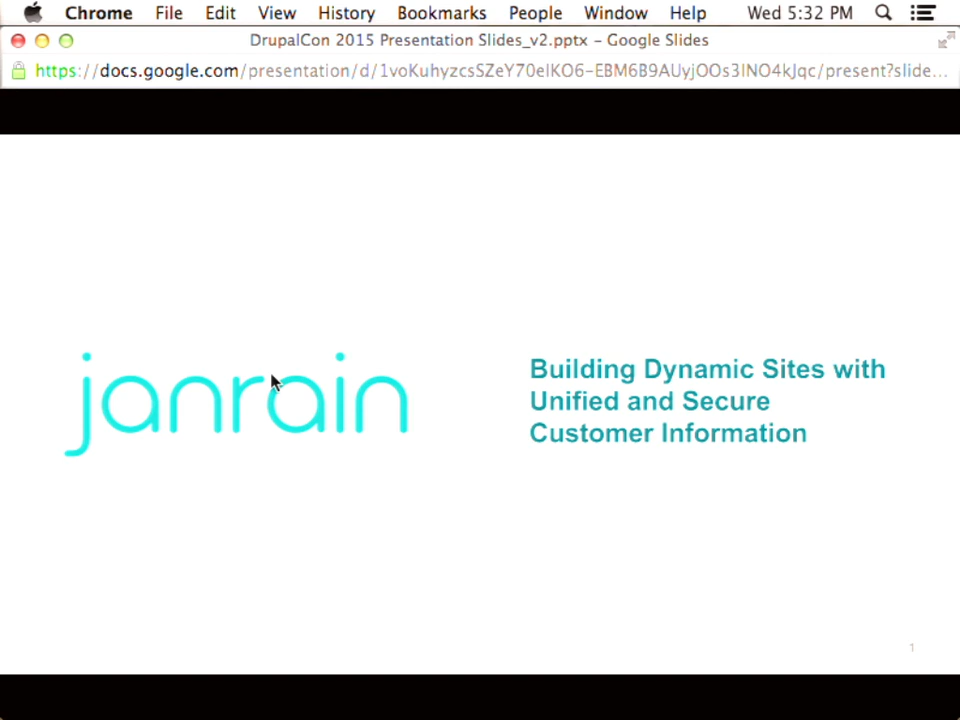 Chrome File Edit View History Bookmarks People Window Help Wed 5:32 PM
DrupalCon 2015 Presentation Slides_v2.pptx – Google Slides
https://docs.google.com/presentation/d/1voKuhyzcsSZeY70elKO6-EBM6B9AUyjOOs3lNO4kJqc/present?slide...
janrain
Building Dynamic Sites with
Unified and Secure
Customer Information
1